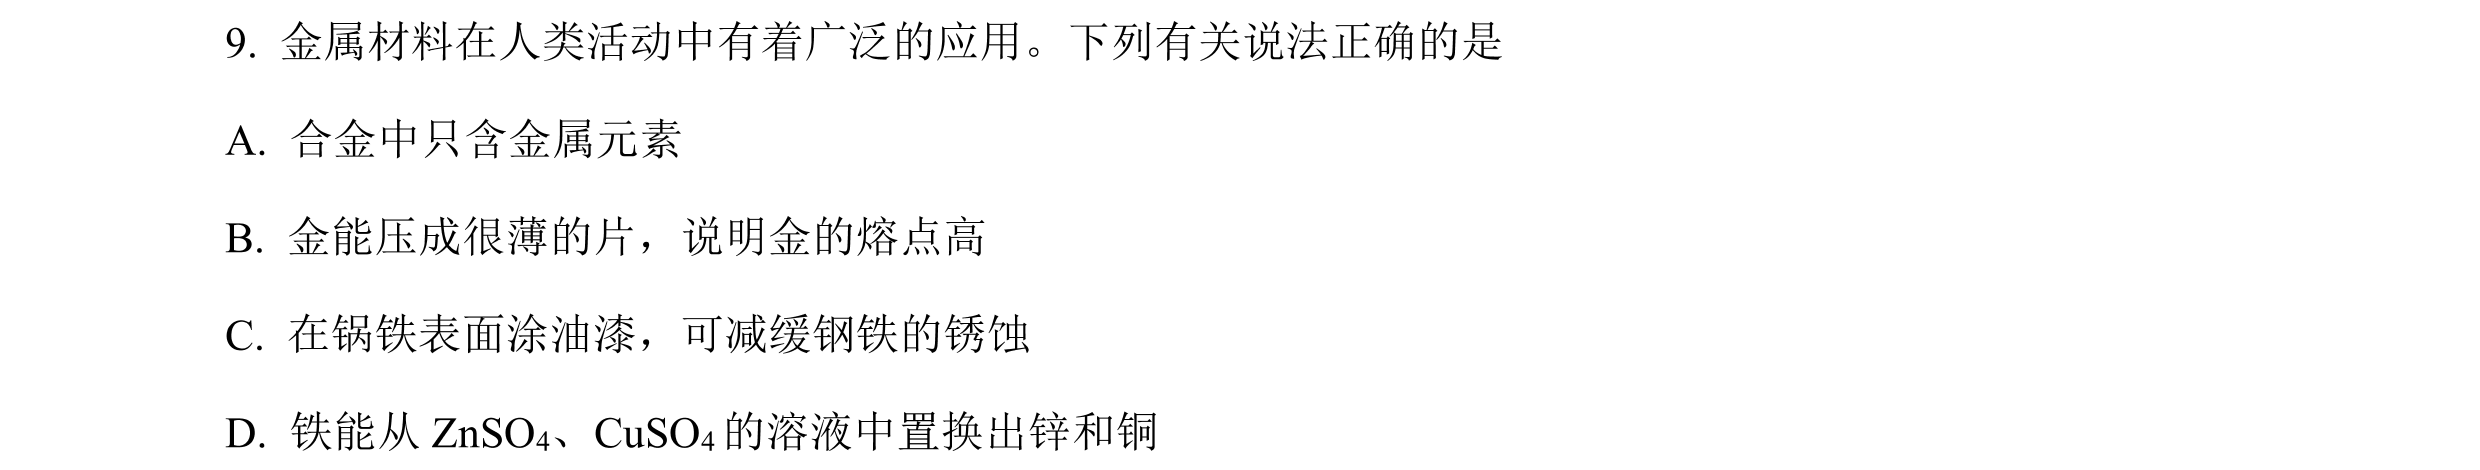 9. 金属材料在人类活动中有着广泛的应用。下列有关说法正确的是
A. 合金中只含金属元素
B. 金能压成很薄的片，说明金的熔点高
C. 在锅铁表面涂油漆，可减缓钢铁的锈蚀
D. 铁能从 ZnSO₄、CuSO₄ 的溶液中置换出锌和铜